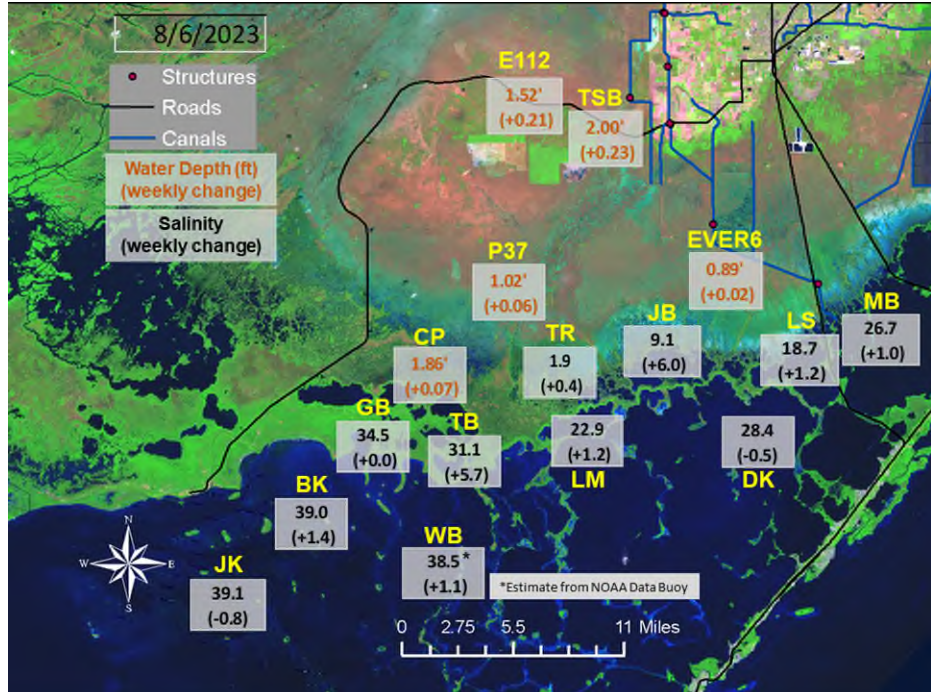 8/6/2023
Structures
Roads
Canals
Water Depth (ft)
(weekly change)
Salinity
(weekly change)
E112
1.52'
(+0.21)
TSB
2.00'
(+0.23)
P37
1.02'
(+0.06)
EVER6
0.89'
(+0.02)
CP
1.86'
(+0.07)
TR
1.9
(+0.4)
JB
9.1
(+6.0)
LS
18.7
(+1.2)
MB
26.7
(+1.0)
GB
34.5
(+0.0)
TB
31.1
(+5.7)
22.9
(+1.2)
LM
28.4
(-0.5)
DK
BK
39.0
(+1.4)
WB
38.5*
(+1.1)
JK
39.1
(-0.8)
*Estimate from NOAA Data Buoy
N
W E
S
0 2.75 5.5 11 Miles